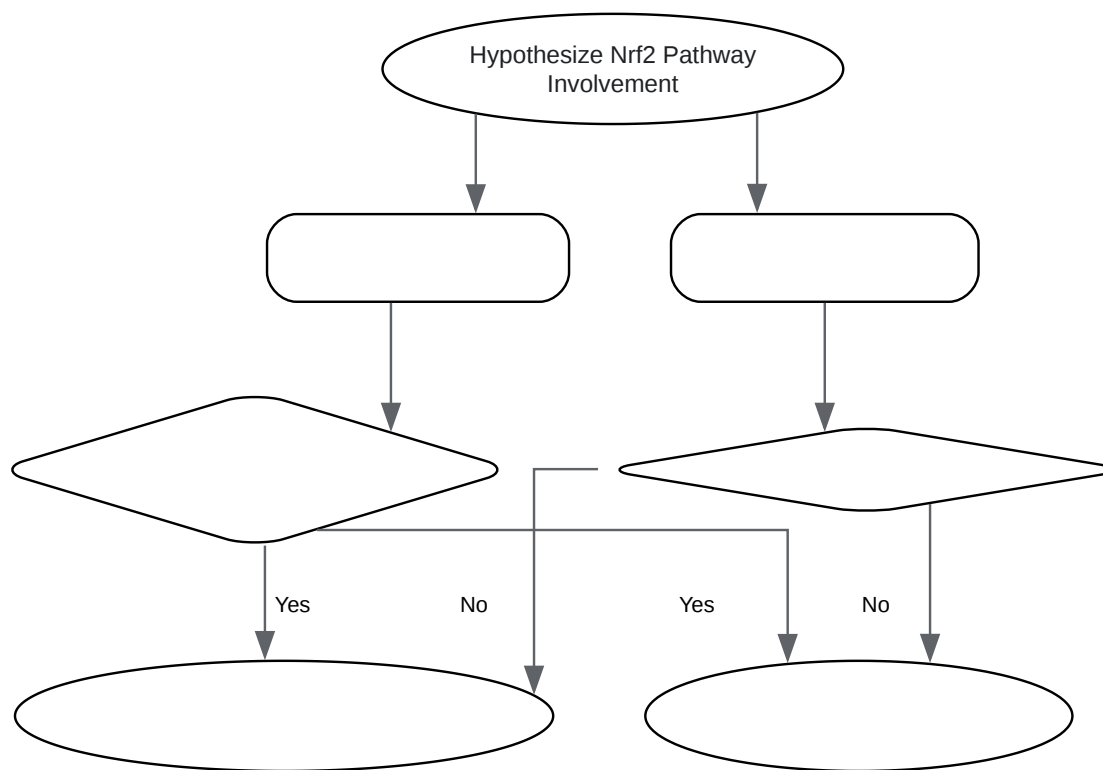 Hypothesize Nrf2 Pathway
Involvement
Yes
No
Yes
No